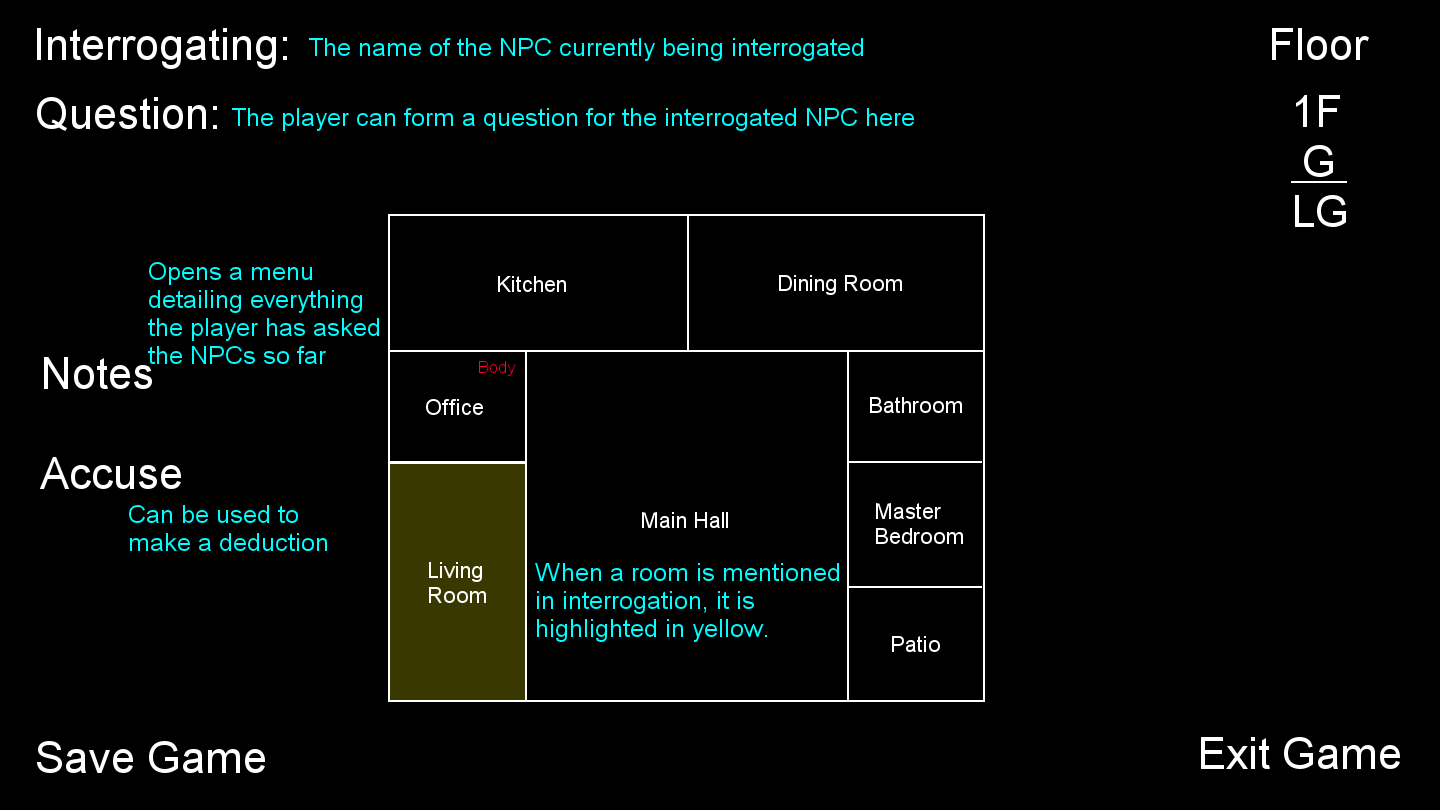 Interrogating: The name of the NPC currently being interrogated
Floor
Question: The player can form a question for the interrogated NPC here
1F
G
LG
Opens a menu
detailing everything
the player has asked
the NPCs so far
Notes
Accuse
Can be used to
make a deduction
Kitchen
Dining Room
Body
Office
Bathroom
Main Hall
Master
Bedroom
Living
Room
When a room is mentioned
in interrogation, it is
highlighted in yellow.
Patio
Save Game
Exit Game